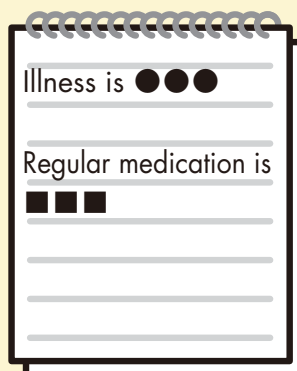 Illness is ●●●
Regular medication is
■■■